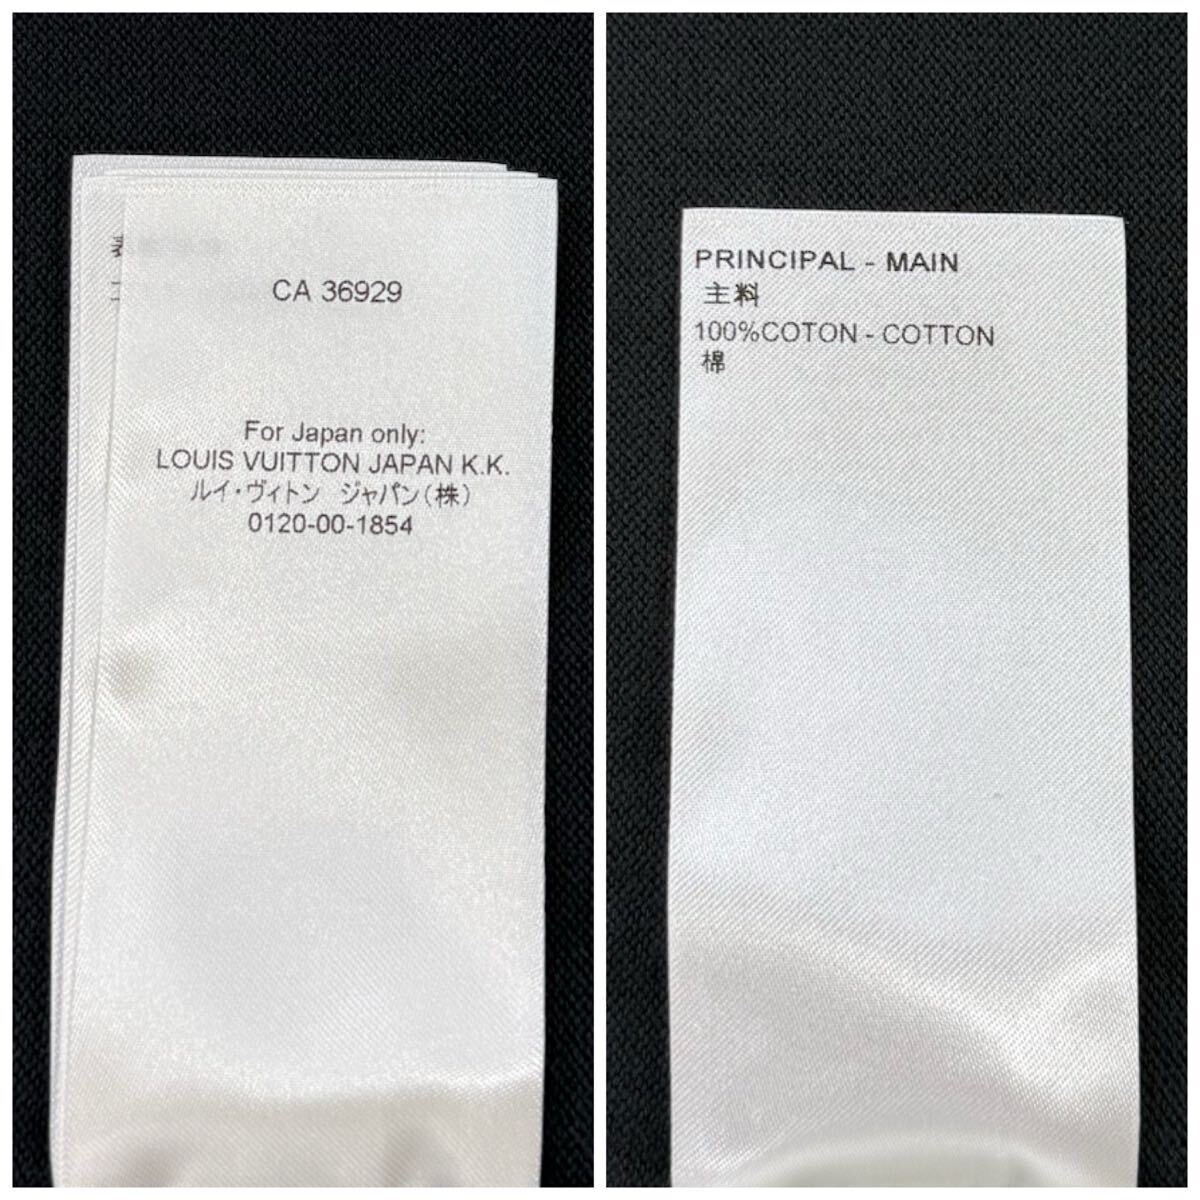 CA 36929
For Japan only:
LOUIS VUITTON JAPAN K.K.
ルイ・ヴィトン ジャパン(株)
0120-00-1854
PRINCIPAL - MAIN
主料
100%COTON - COTTON
棉